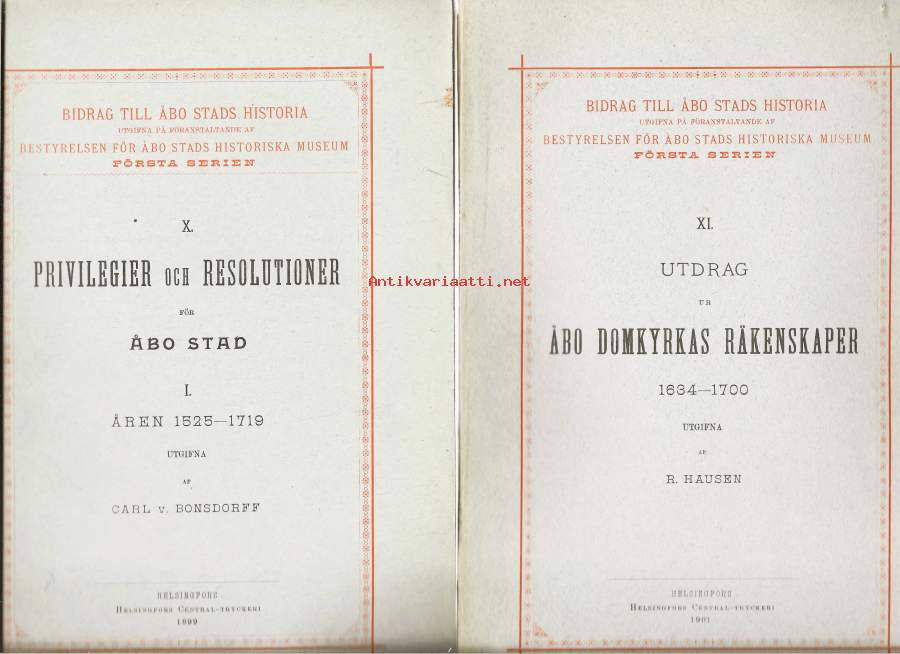 BIDRAG TILL ÅBO STADS HISTORIA
UTGIFNA PÅ FÖRANSTALTANDE AF
BESTYRELSEN FÖR ÅBO STADS HISTORISKA MUSEUM
FÖRSTA SERIEN
X.
PRIVILEGIER OCH RESOLUTIONER
FÖR
ÅBO STAD
I.
ÅREN 1525—1719
UTGIFNA
AF
CARL v. BONSDORFF
HELSINGFORS
HELSINGFORS CENTRAL-TRYCKERI
1899
BIDRAG TILL ÅBO STADS HISTORIA
UTGIFNA PÅ FÖRANSTALTANDE AF
BESTYRELSEN FÖR ÅBO STADS HISTORISKA MUSEUM
FÖRSTA SERIEN
XI.
UTDRAG
UR
ÅBO DOMKYRKAS RÄKENSKAPER
1634—1700
UTGIFNA
AF
R. HAUSEN
HELSINGFORS
HELSINGFORS CENTRAL-TRYCKERI
1901
Antikvariaatti.net